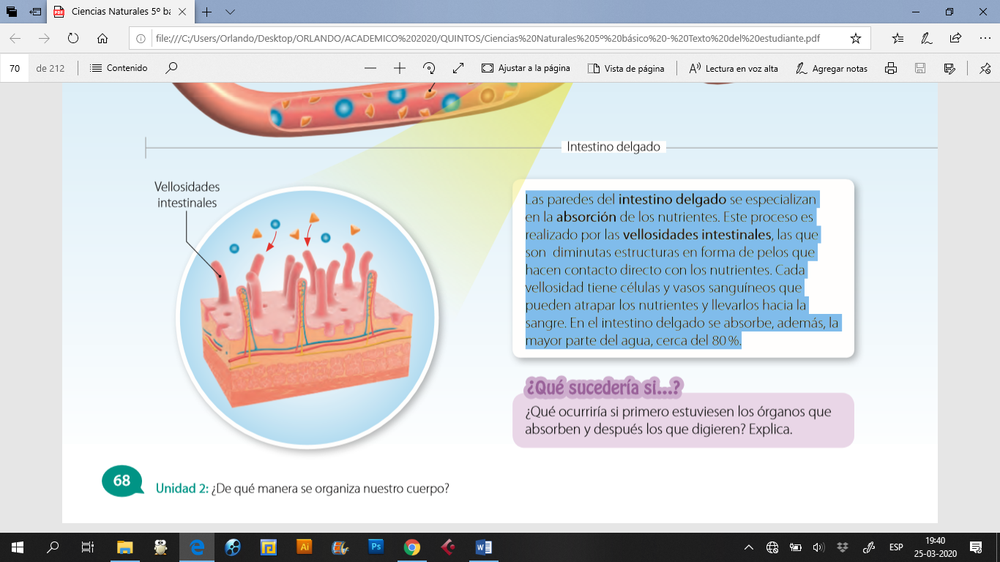 Ciencias Naturales 5º ba
file:///C:/Users/Orlando/Desktop/ORLANDO/ACADEMICO%202020/QUINTOS/Ciencias%20Naturales%205º%20básico%20-%20Texto%20del%20estudiante.pdf
70 de 212 Contenido Ajustar a la página Vista de página Lectura en voz alta Agregar notas
Intestino delgado
Vellosidades
intestinales
Las paredes del intestino delgado se especializan
en la absorción de los nutrientes. Este proceso es
realizado por las vellosidades intestinales, las que
son diminutas estructuras en forma de pelos que
hacen contacto directo con los nutrientes. Cada
vellosidad tiene células y vasos sanguíneos que
pueden atrapar los nutrientes y llevarlos hacia la
sangre. En el intestino delgado se absorbe, además, la
mayor parte del agua, cerca del 80 %.
¿Qué sucedería si...?
¿Qué ocurriría si primero estuviesen los órganos que
absorben y después los que digieren? Explica.
68 Unidad 2: ¿De qué manera se organiza nuestro cuerpo?
Ai Ps ESP 19:40
25-03-2020